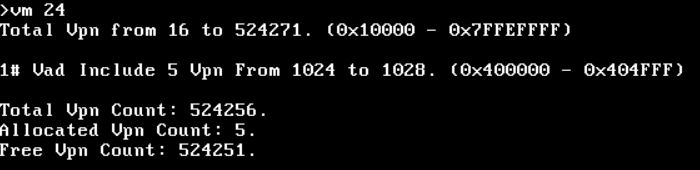 >vm 24
Total Vpn from 16 to 524271. (0x10000 - 0x7FFEFFFF)
1# Vad Include 5 Vpn From 1024 to 1028. (0x400000 - 0x404FFF)
Total Vpn Count: 524256.
Allocated Vpn Count: 5.
Free Vpn Count: 524251.